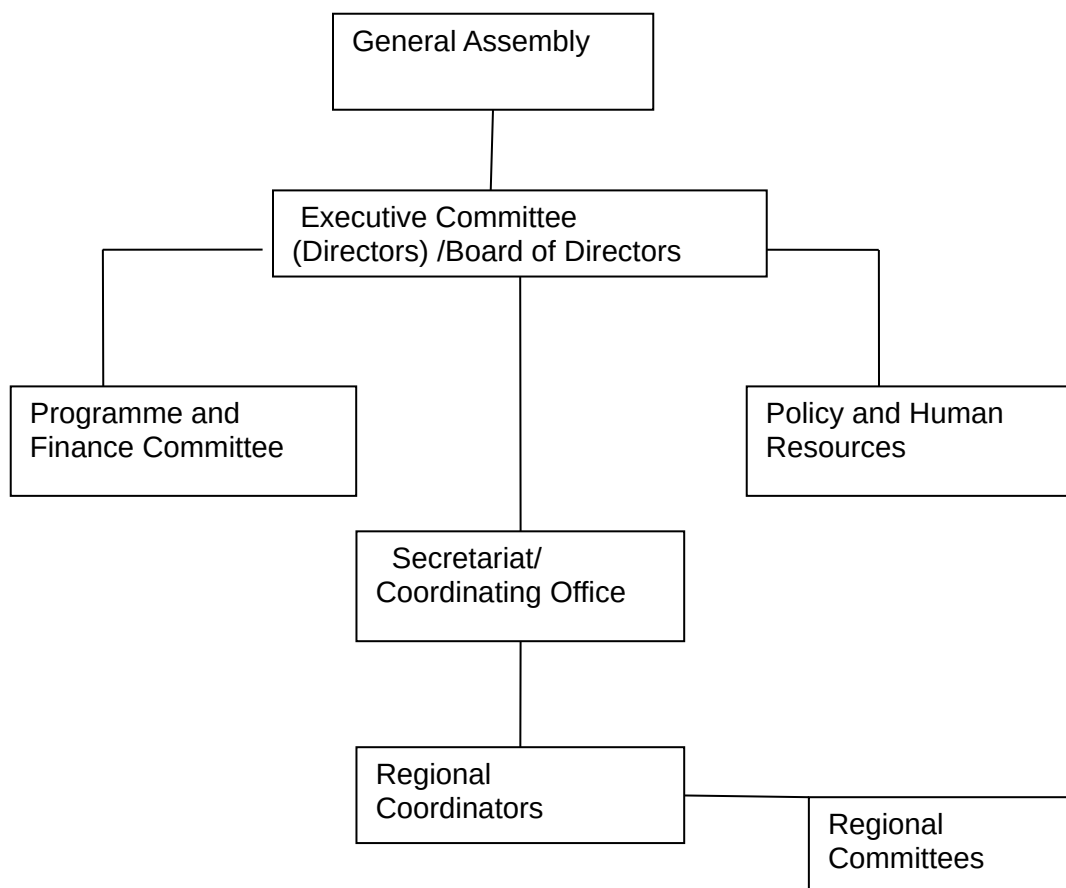 General Assembly
Executive Committee
(Directors) /Board of Directors
Programme and
Finance Committee
Policy and Human
Resources
Secretariat/
Coordinating Office
Regional
Coordinators
Regional
Committees